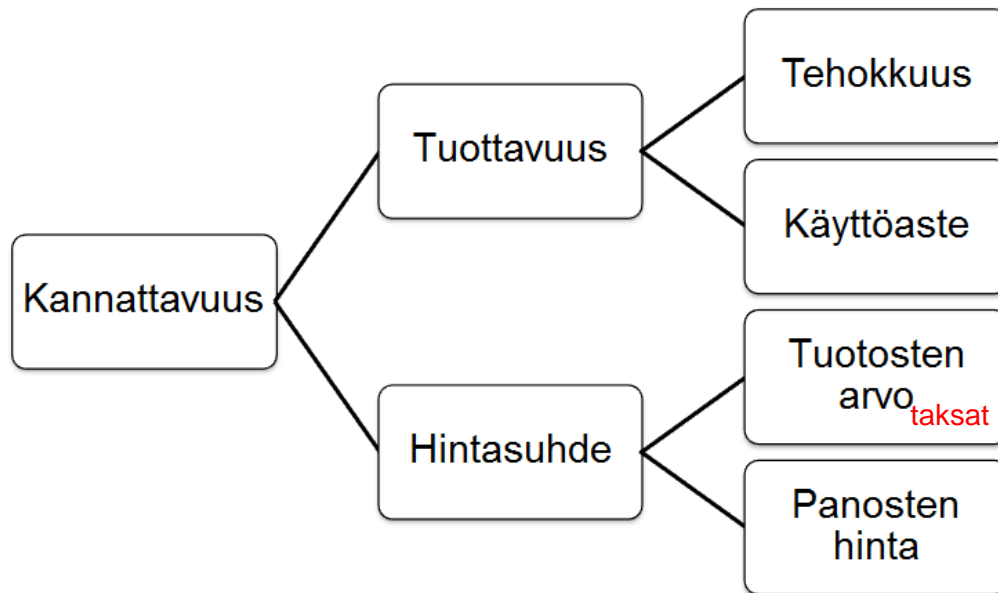 Kannattavuus
Tuottavuus
Hintasuhde
Tehokkuus
Käyttöaste
Tuotosten
arvo
taksat
Panosten
hinta